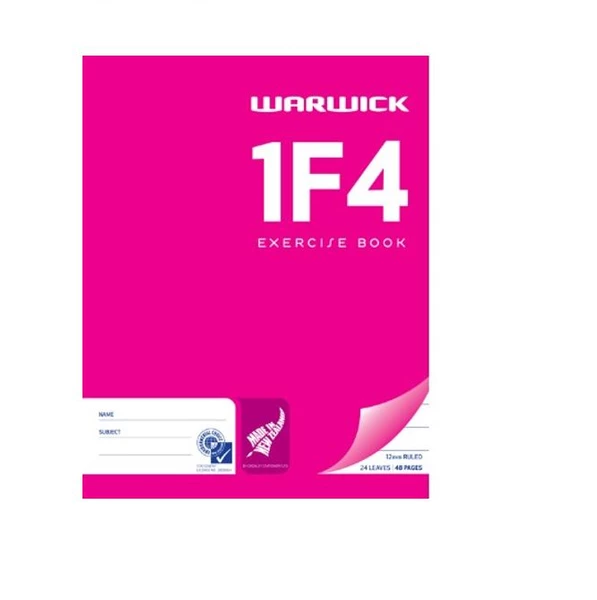 WARWICK
1F4
EXERCISE BOOK
NAME
SUBJECT
MADE IN
NEW ZEALAND
12mm RULED
24 LEAVES | 48 PAGES